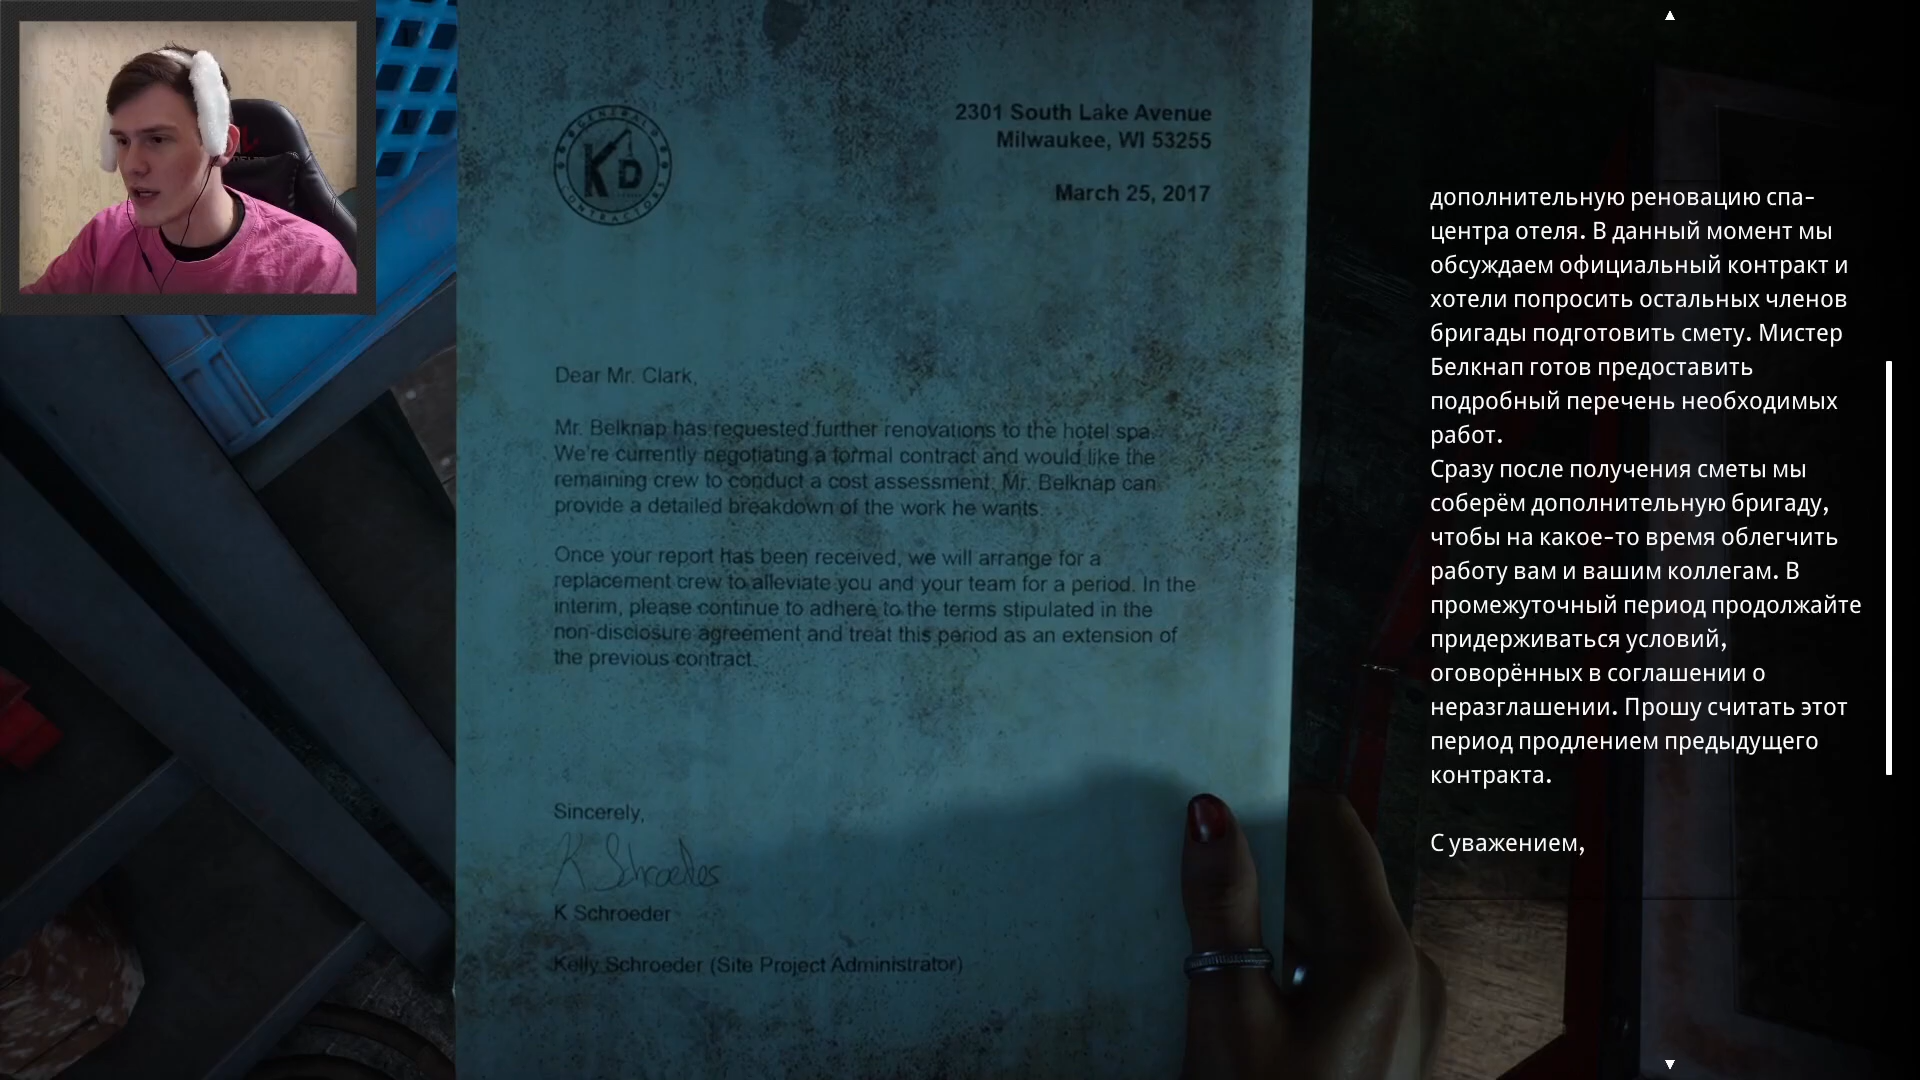 CENTRAL
KD
CONTRACTORS
2301 South Lake Avenue
Milwaukee, WI 53255
March 25, 2017
Dear Mr. Clark,
Mr. Belknap has requested further renovations to the hotel spa.
We're currently negotiating a formal contract and would like the
remaining crew to conduct a cost assessment. Mr. Belknap can
provide a detailed breakdown of the work he wants.
Once your report has been received, we will arrange for a
replacement crew to alleviate you and your team for a period. In the
interim, please continue to adhere to the terms stipulated in the
non-disclosure agreement and treat this period as an extension of
the previous contract.
Sincerely,
K Schroeder
K Schroeder
Kelly Schroeder (Site Project Administrator)
дополнительную реновацию спа-
центра отеля. В данный момент мы
обсуждаем официальный контракт и
хотели попросить остальных членов
бригады подготовить смету. Мистер
Белкнап готов предоставить
подробный перечень необходимых
работ.
Сразу после получения сметы мы
соберём дополнительную бригаду,
чтобы на какое-то время облегчить
работу вам и вашим коллегам. В
промежуточный период продолжайте
придерживаться условий,
оговорённых в соглашении о
неразглашении. Прошу считать этот
период продлением предыдущего
контракта.
С уважением,